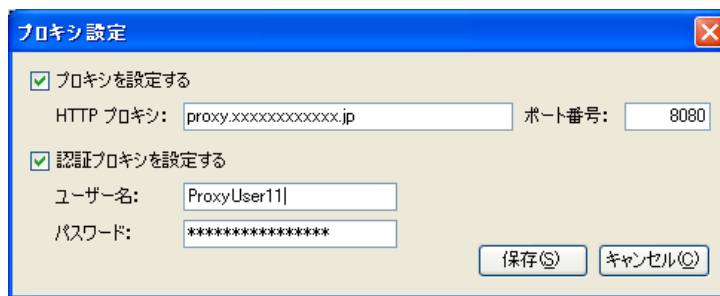 プロキシ設定
プロキシを設定する
HTTP プロキシ: proxy.xxxxxxxxxxxx.jp ポート番号: 8080
認証プロキシを設定する
ユーザー名: ProxyUser11
パスワード: ****************
保存(S) キャンセル(C)